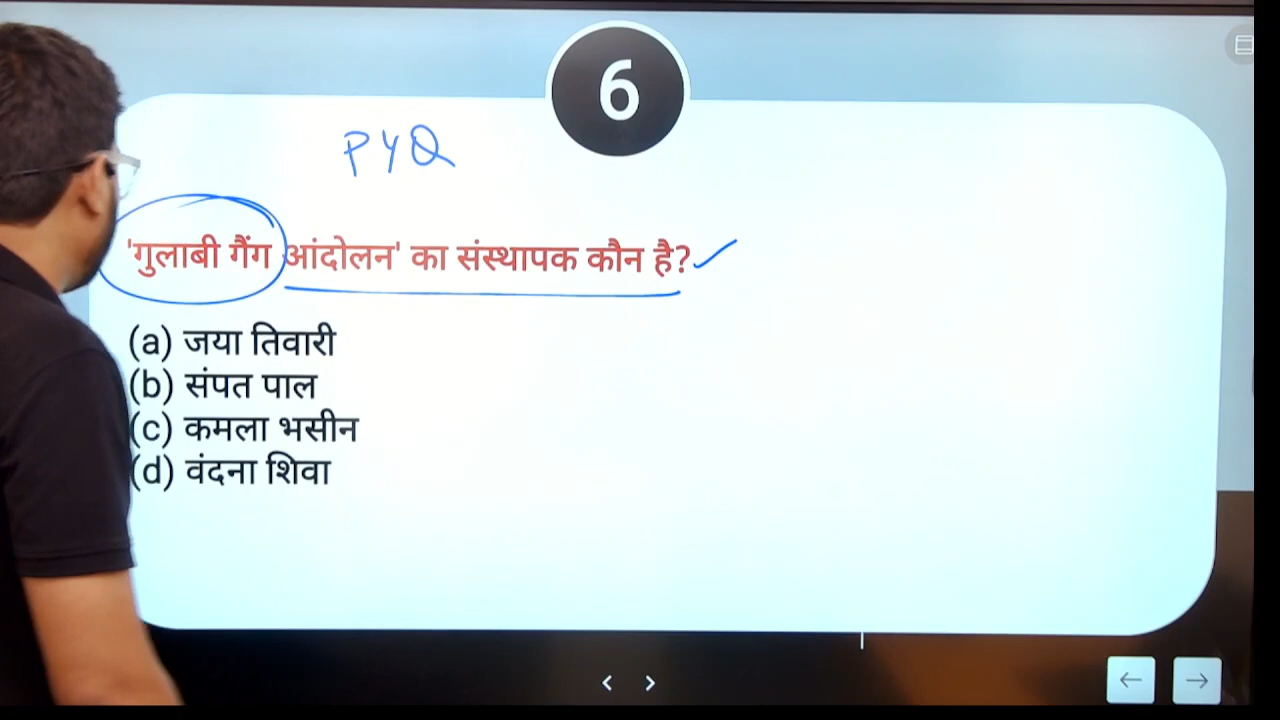 6
PYQ
'गुलाबी गैंग आंदोलन' का संस्थापक कौन है?
(a) जया तिवारी
(b) संपत पाल
(c) कमला भसीन
(d) वंदना शिवा